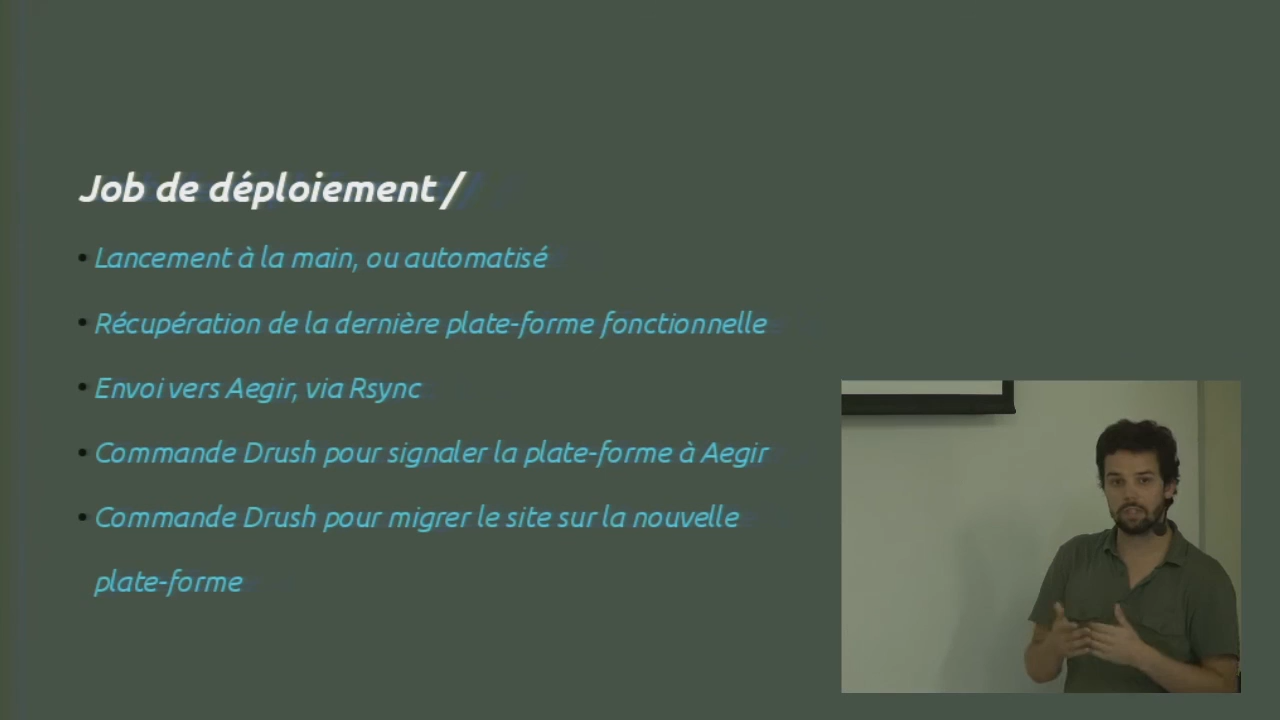 Job de déploiement /
• Lancement à la main, ou automatisé
• Récupération de la dernière plate-forme fonctionnelle
• Envoi vers Aegir, via Rsync
• Commande Drush pour signaler la plate-forme à Aegir
• Commande Drush pour migrer le site sur la nouvelle
plate-forme